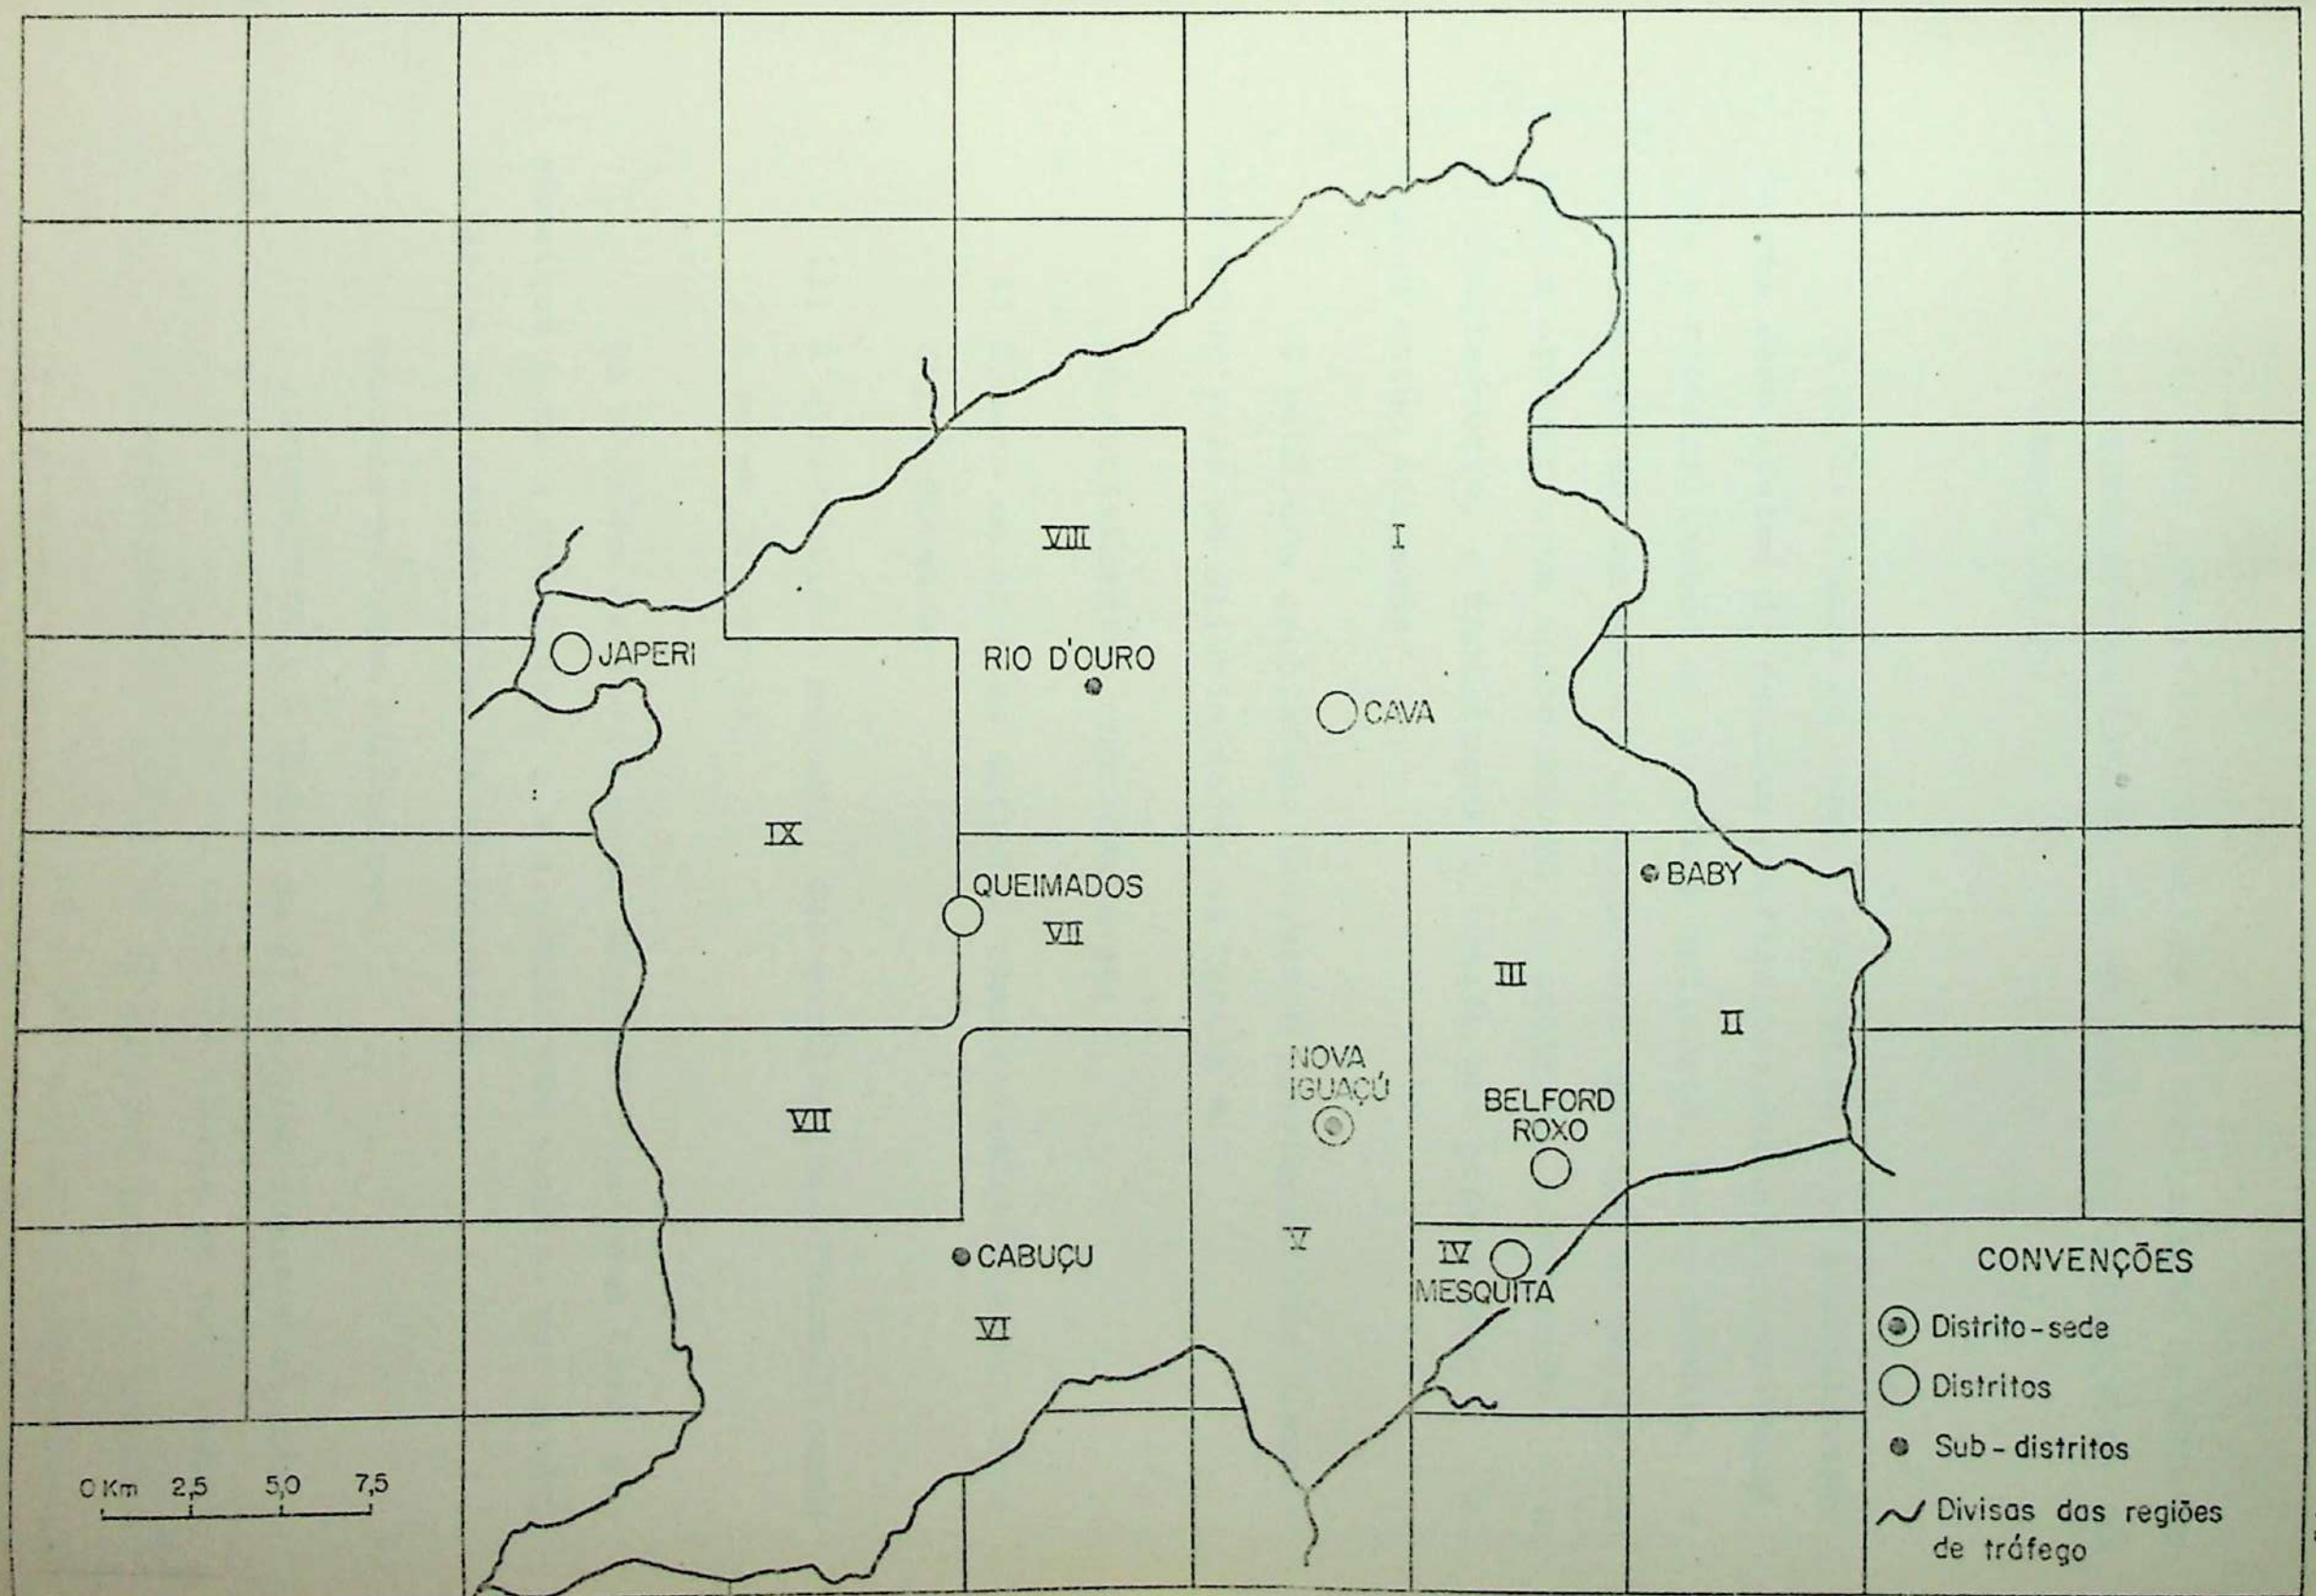 VIII
I
JAPERI
RIO D'OURO
CAVA
IX
QUEIMADOS
VII
BABY
III
II
NOVA
IGUAÇÚ
BELFORD
ROXO
VII
V
IV
MESQUITA
CABUÇU
VI
CONVENÇÕES
Distrito-sede
Distritos
Sub-distritos
Divisas das regiões
de tráfego
0 Km 2,5 5,0 7,5